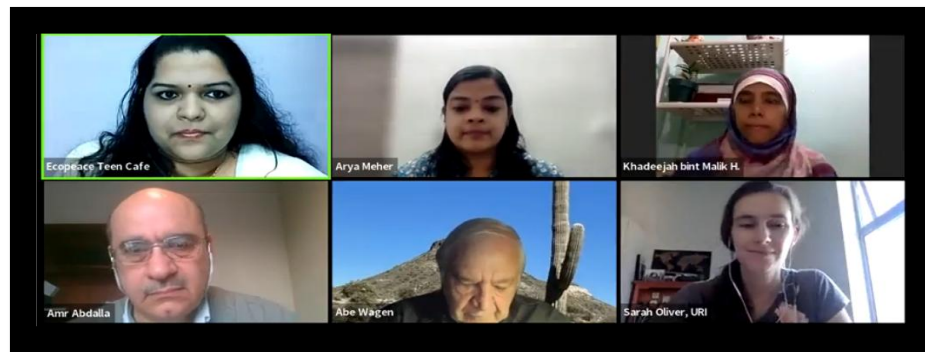 Ecopeace Teen Cafe
Arya Meher
Khadeejah bint Malik H.
Amr Abdalla
Abe Wagen
Sarah Oliver, URI